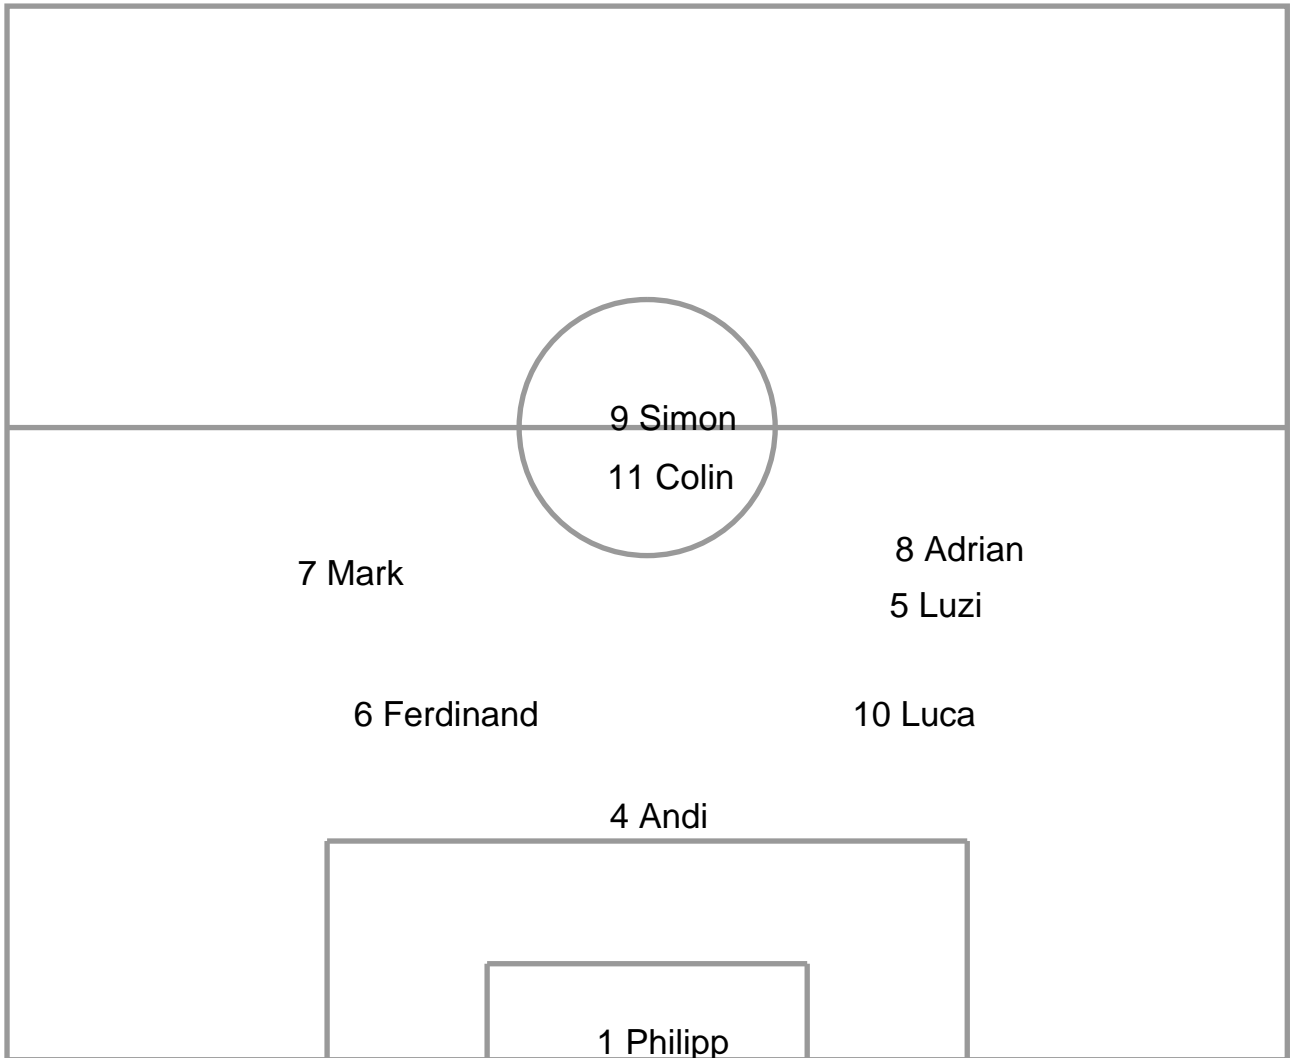 9 Simon
11 Colin
8 Adrian
7 Mark
5 Luzi
6 Ferdinand
10 Luca
4 Andi
1 Philipp